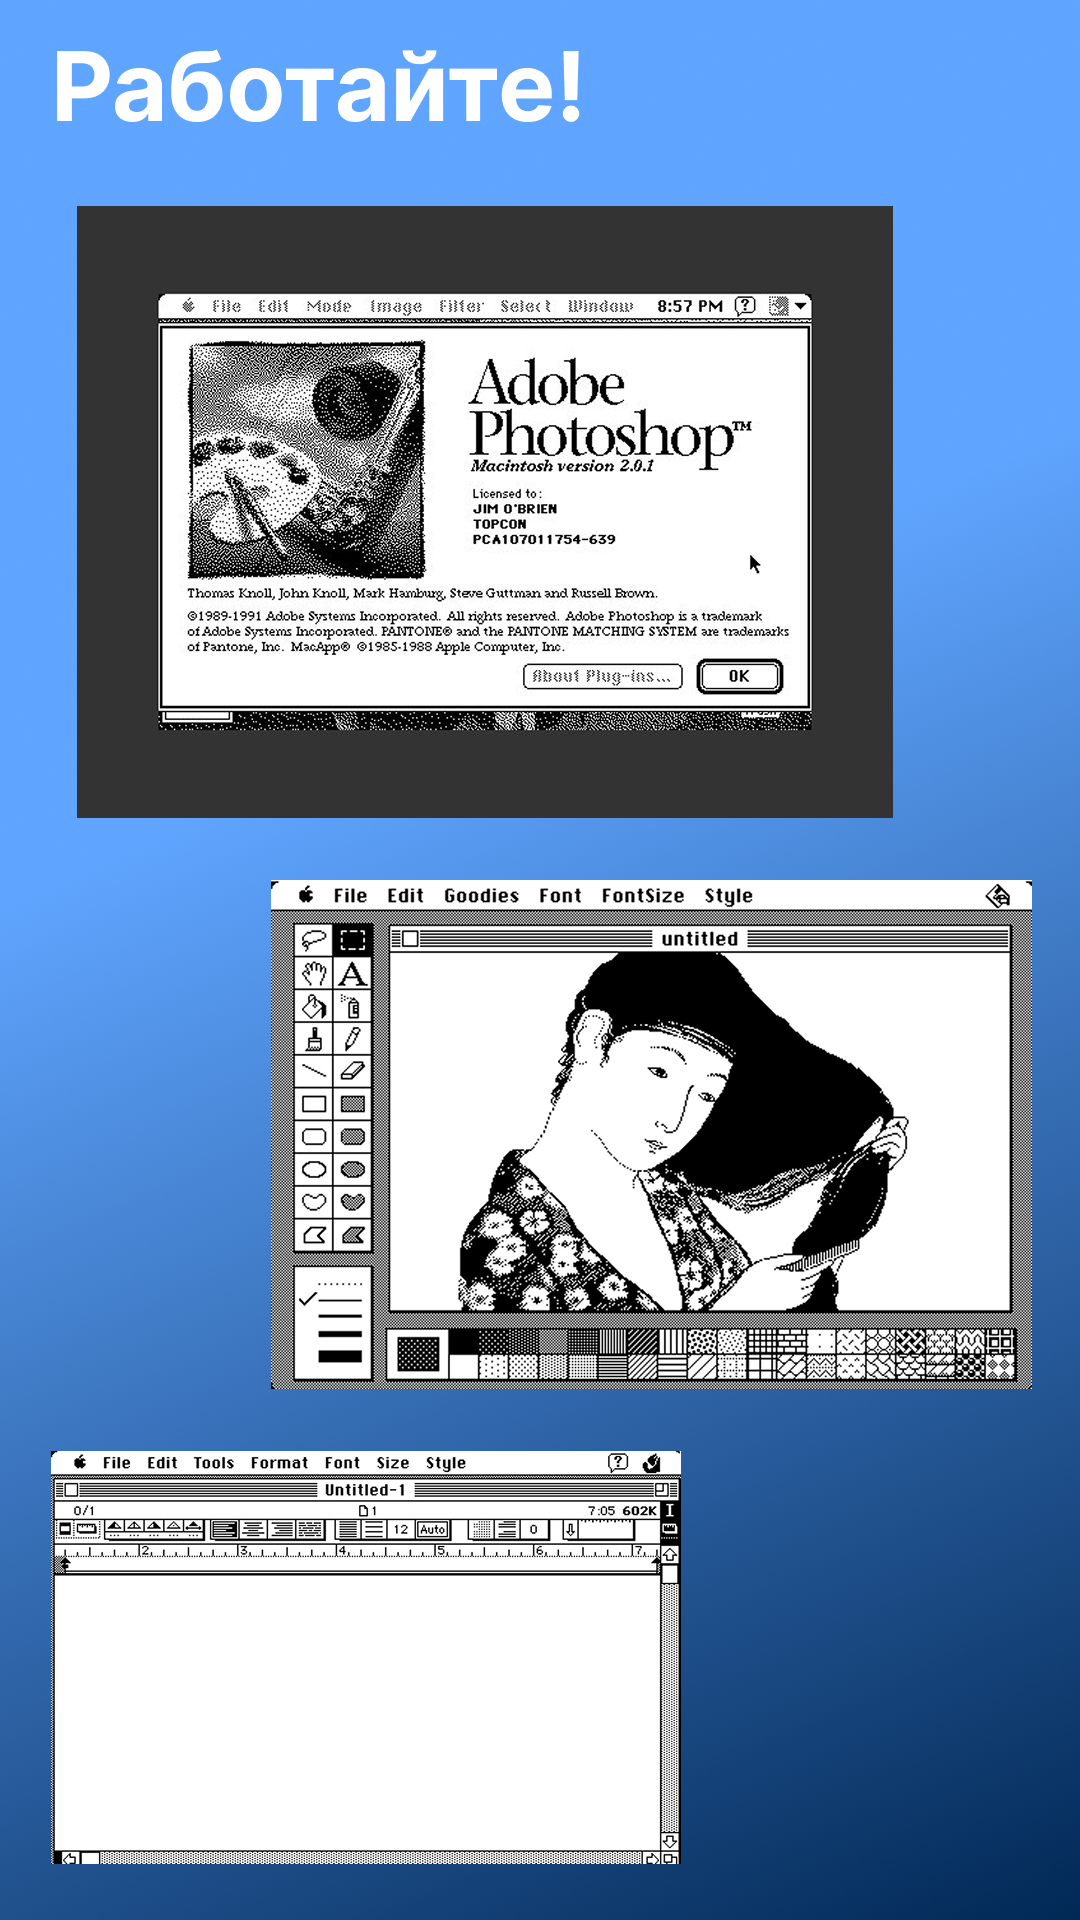 Работайте!
File Edit Mode Image Filter Select Window 8:57 PM
Adobe
Photoshop™
Macintosh version 2.0.1
Licensed to:
JIM O'BRIEN
TOPCON
PCA107011754-639
Thomas Knoll, John Knoll, Mark Hamburg, Steve Guttman and Russell Brown.
©1989-1991 Adobe Systems Incorporated. All rights reserved. Adobe Photoshop is a trademark
of Adobe Systems Incorporated. PANTONE® and the PANTONE MATCHING SYSTEM are trademarks
of Pantone, Inc. MacApp® ©1985-1988 Apple Computer, Inc.
About Plug-ins... OK
File Edit Goodies Font FontSize Style
untitled
A
File Edit Tools Format Font Size Style
Untitled-1
0/1 1 7:05 602K
12 Auto 0
2 3 4 5 6 7